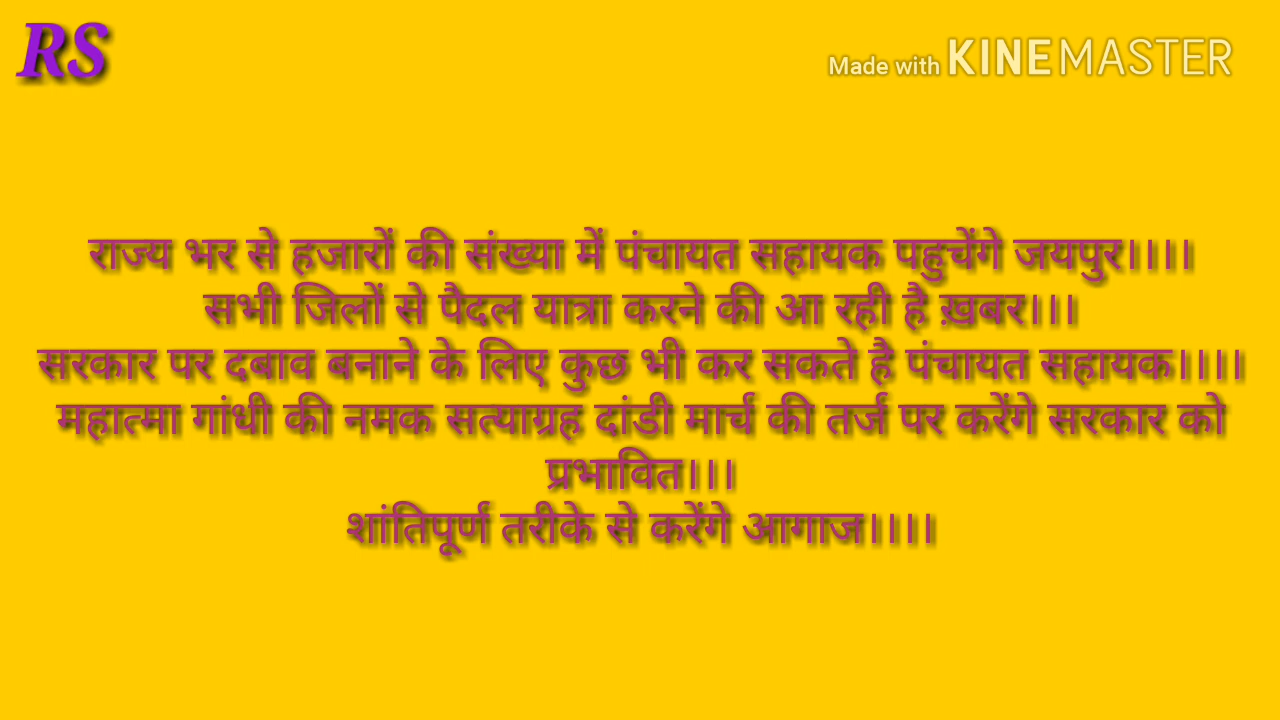 RS
Made with KINEMASTER
राज्य भर से हजारों की संख्या में पंचायत सहायक पहुचेंगे जयपुर।।।।
सभी जिलों से पैदल यात्रा करने की आ रही है ख़बर।।।
सरकार पर दबाव बनाने के लिए कुछ भी कर सकते है पंचायत सहायक।।।।
महात्मा गांधी की नमक सत्याग्रह दांडी मार्च की तर्ज पर करेंगे सरकार को
प्रभावित।।।
शांतिपूर्ण तरीके से करेंगे आगाज।।।।